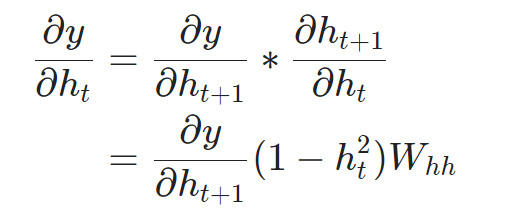 ∂y/∂h_t = ∂y/∂h_{t+1} * ∂h_{t+1}/∂h_t
= ∂y/∂h_{t+1} (1 − h_t^2)W_{hh}